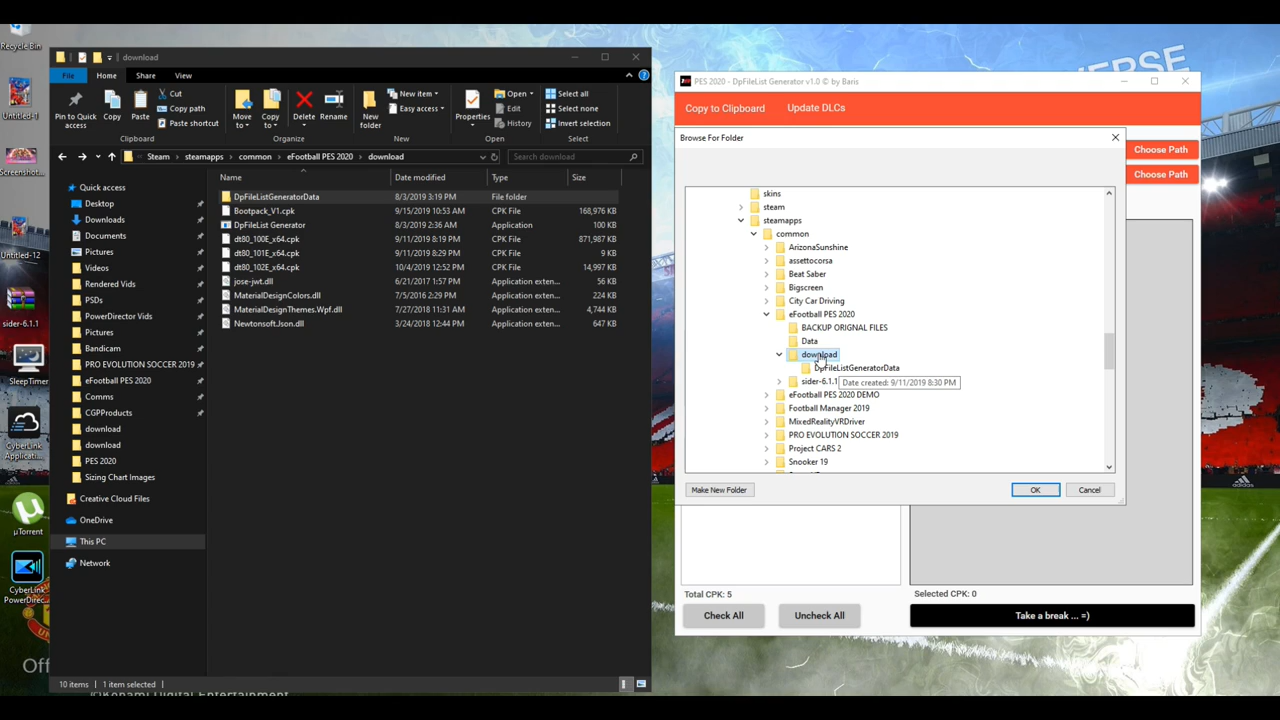 Recycle Bin
Untitled-1
Screenshot...
Untitled-12
sider-6.1.1
SleepTimer
CyberLink
Applicati...
µTorrent
CyberLink
PowerDirec...
download
File
Home
Share
View
Pin to Quick
access
Copy
Paste
Cut
Copy path
Paste shortcut
Clipboard
Move
to
Copy
to
Delete
Rename
Organize
New
folder
New item
Easy access
New
Properties
Open
Edit
History
Open
Select all
Select none
Invert selection
Select
Steam
steamapps
common
eFootball PES 2020
download
Search download
Name
Date modified
Type
Size
Quick access
Desktop
Downloads
Documents
Pictures
Videos
Rendered Vids
PSDs
PowerDirector Vids
Pictures
Bandicam
PRO EVOLUTION SOCCER 2019
eFootball PES 2020
Comms
CGPProducts
download
download
PES 2020
Sizing Chart Images
Creative Cloud Files
OneDrive
This PC
Network
DpFileListGeneratorData 8/3/2019 3:19 PM File folder
Bootpack_V1.cpk 8/15/2019 10:53 AM CPK File 168,976 KB
DpFileList Generator 8/3/2019 2:36 AM Application 100 KB
dt80_100E_x64.cpk 9/11/2019 8:19 PM CPK File 871,987 KB
dt80_101E_x64.cpk 9/11/2019 8:29 PM CPK File 9 KB
dt80_102E_x64.cpk 10/4/2019 12:52 PM CPK File 14,997 KB
jose-jwt.dll 6/21/2017 1:57 PM Application exten... 56 KB
MaterialDesignColors.dll 7/5/2016 2:29 PM Application exten... 224 KB
MaterialDesignThemes.Wpf.dll 7/27/2018 11:31 AM Application exten... 4,744 KB
Newtonsoft.Json.dll 3/24/2018 12:44 PM Application exten... 647 KB
10 items
1 item selected
PES 2020 - DpFileList Generator v1.0 © by Baris
Copy to Clipboard
Update DLCs
Choose Path
Choose Path
Browse For Folder
skins
steam
steamapps
common
ArizonaSunshine
assettocorsa
Beat Saber
Bigscreen
City Car Driving
eFootball PES 2020
BACKUP ORIGNAL FILES
Data
download
DpFileListGeneratorData
sider-6.1.1
Date created: 9/11/2019 8:30 PM
eFootball PES 2020 DEMO
Football Manager 2019
MixedRealityVRDriver
PRO EVOLUTION SOCCER 2019
Project CARS 2
Snooker 19
Make New Folder
OK
Cancel
Total CPK: 5
Selected CPK: 0
Check All
Uncheck All
Take a break ... =)
adidas